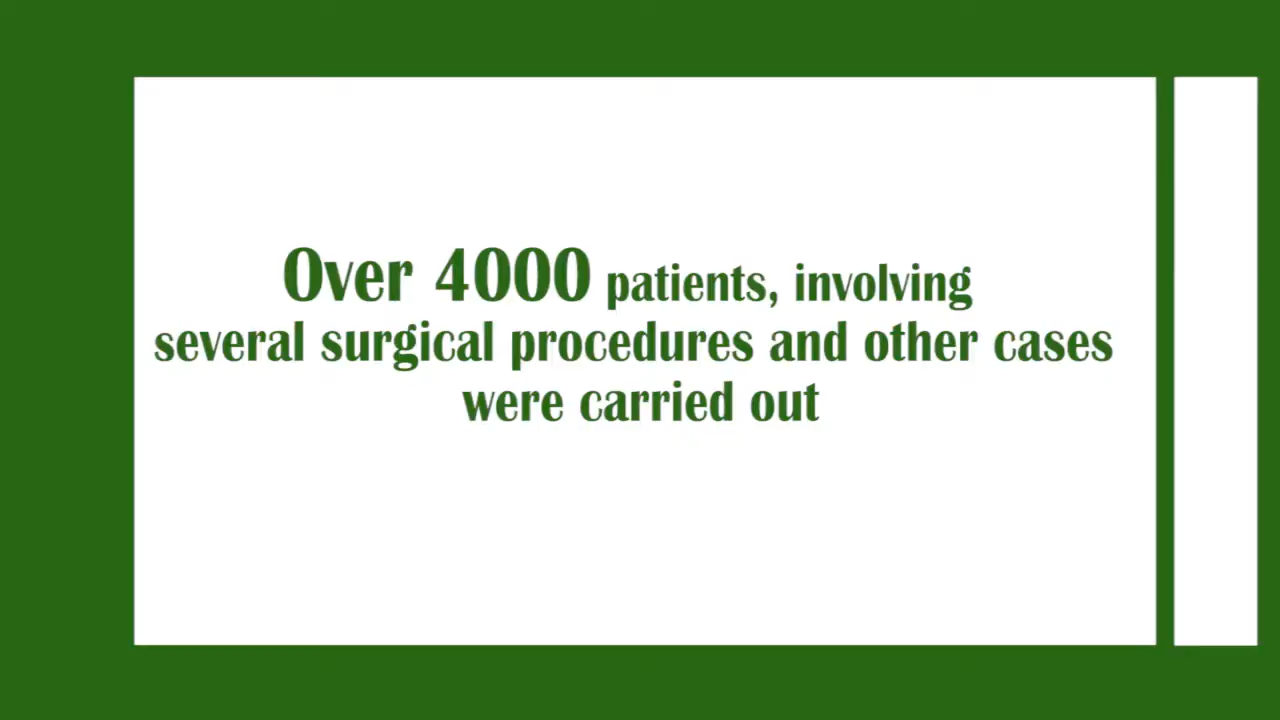 Over 4000 patients, involving
several surgical procedures and other cases
were carried out